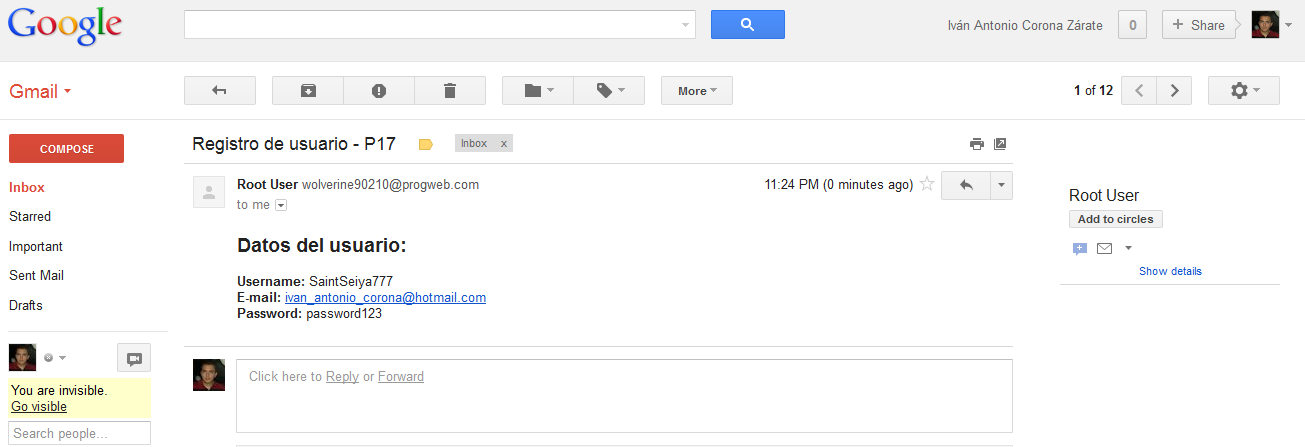 Google
Iván Antonio Corona Zárate
0
+ Share
Gmail
More
1 of 12
COMPOSE
Inbox
Starred
Important
Sent Mail
Drafts
You are invisible.
Go visible
Search people...
Registro de usuario - P17
Inbox x
Root User wolverine90210@progweb.com
11:24 PM (0 minutes ago)
to me
Datos del usuario:
Username: SaintSeiya777
E-mail: ivan_antonio_corona@hotmail.com
Password: password123
Click here to Reply or Forward
Root User
Add to circles
Show details